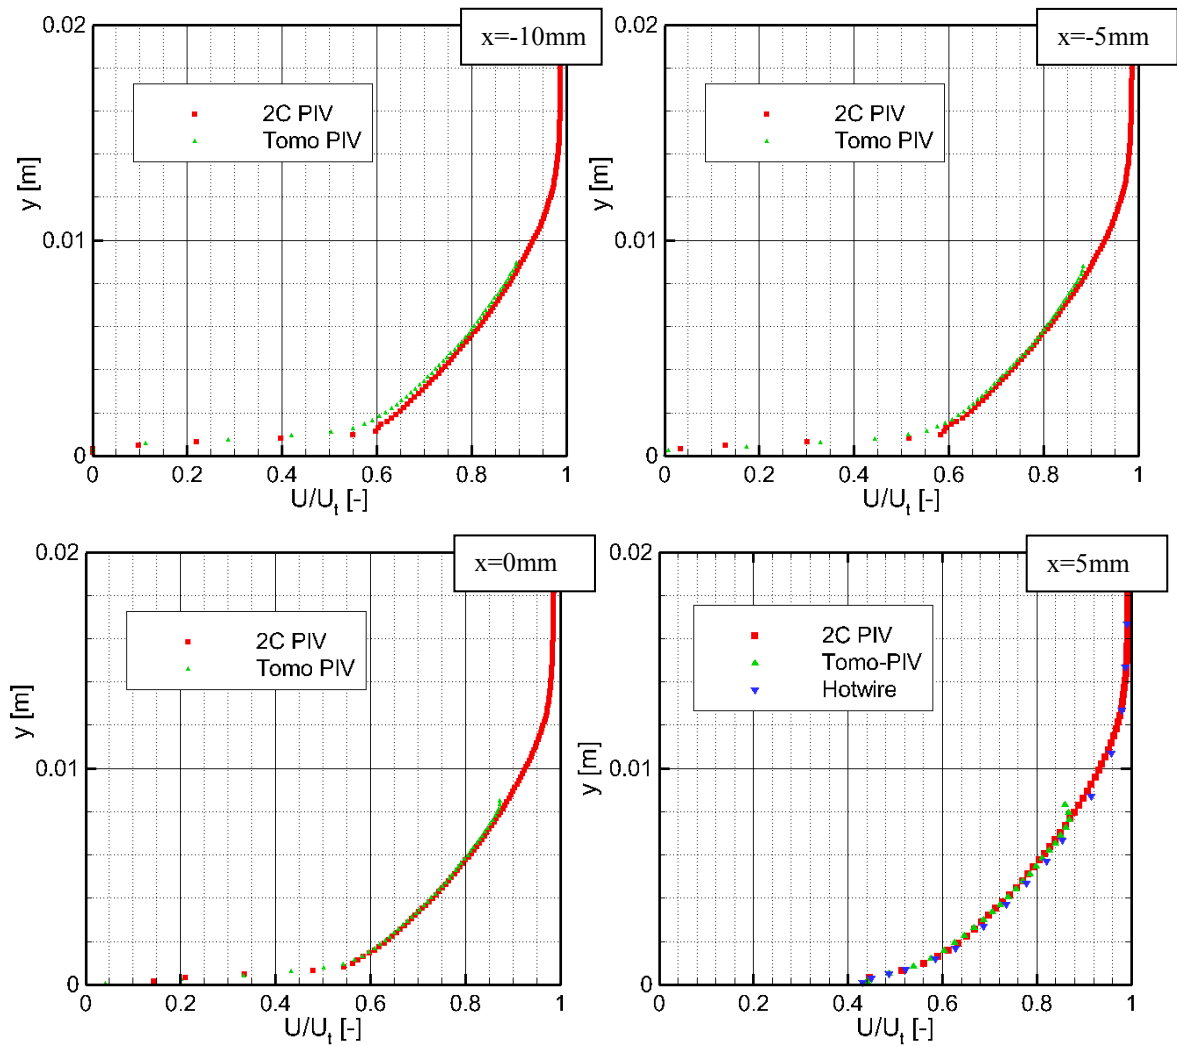 x=-10mm
0.02
2C PIV
Tomo PIV
y [m]
0.01
0
0
0.2
0.4
0.6
0.8
1
U/Ut [-]
x=-5mm
0.02
2C PIV
Tomo PIV
y [m]
0.01
0
0
0.2
0.4
0.6
0.8
1
U/Ut [-]
x=0mm
0.02
2C PIV
Tomo PIV
y [m]
0.01
0
0
0.2
0.4
0.6
0.8
1
U/Ut [-]
x=5mm
0.02
2C PIV
Tomo-PIV
Hotwire
y [m]
0.01
0
0
0.2
0.4
0.6
0.8
1
U/Ut [-]